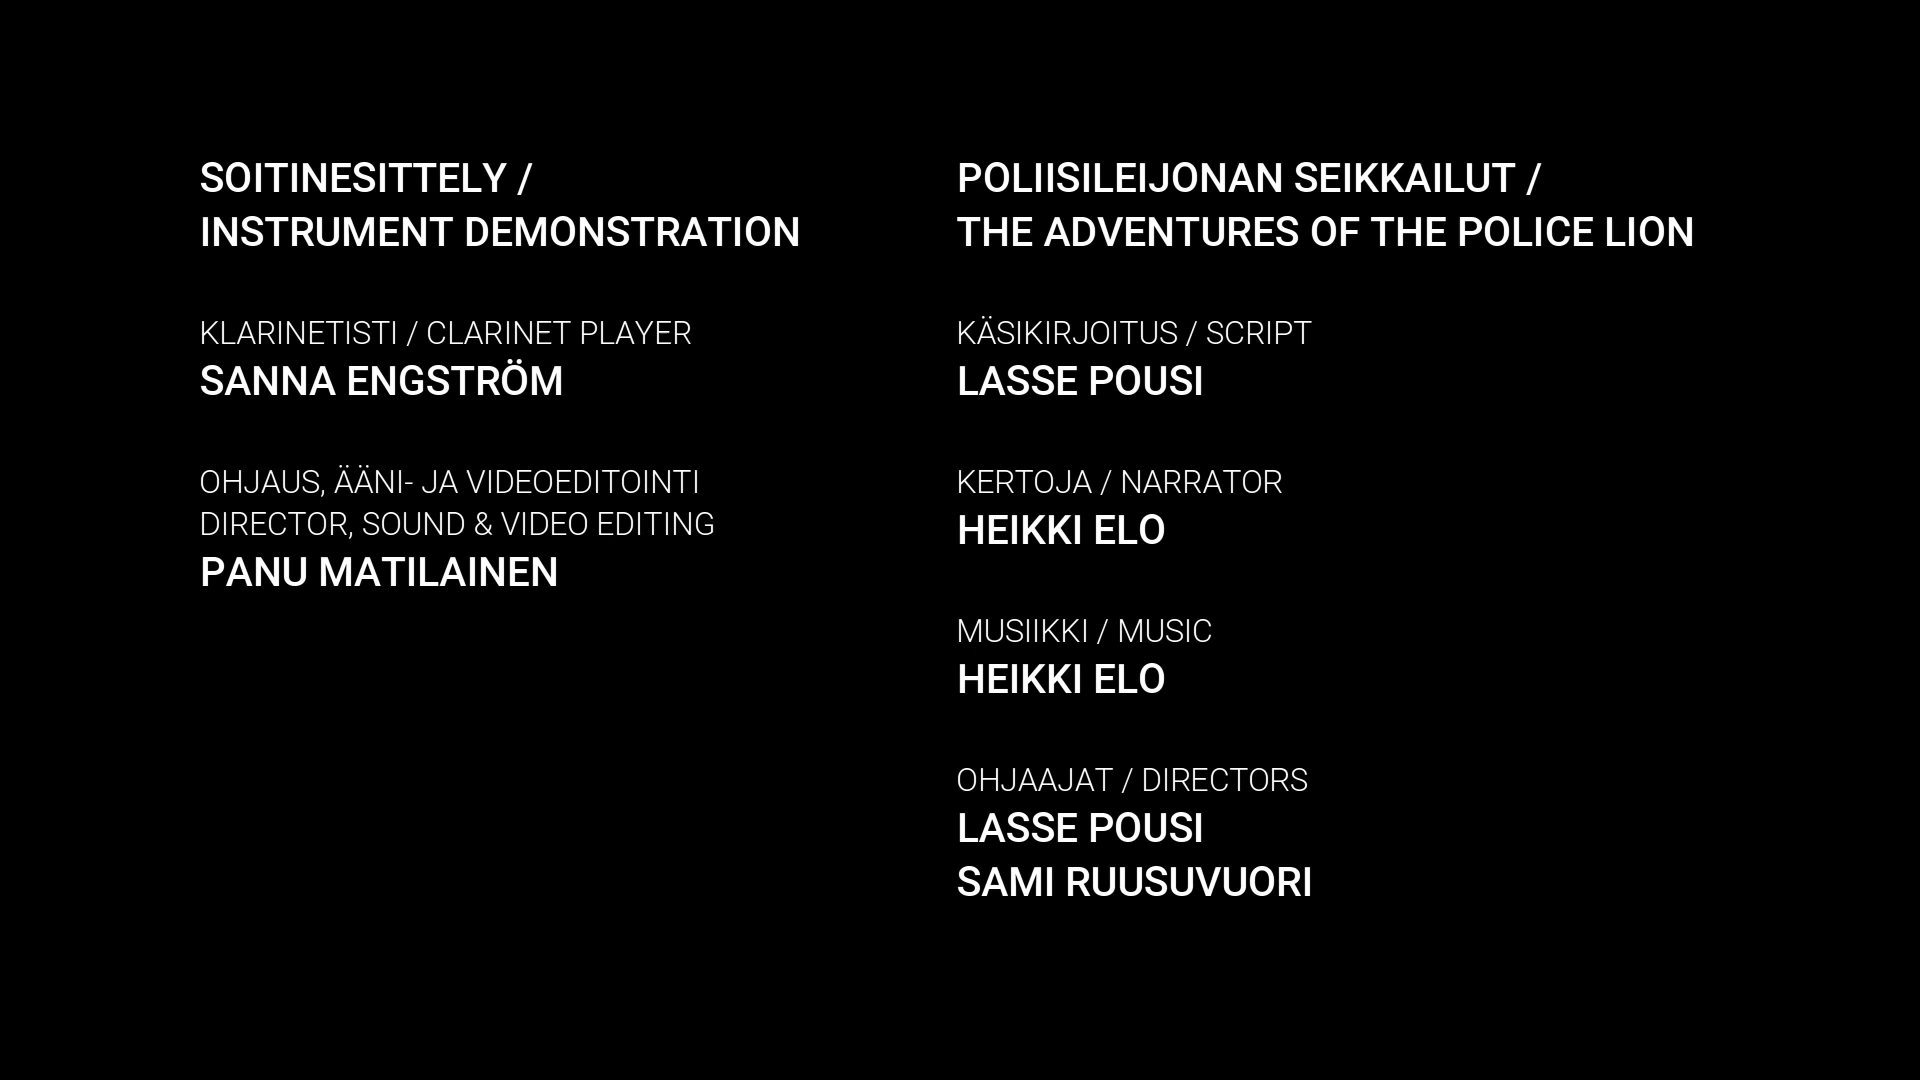 SOITINESITTELY /
INSTRUMENT DEMONSTRATION
KLARINETISTI / CLARINET PLAYER
SANNA ENGSTRÖM
OHJAUS, ÄÄNI- JA VIDEOEDITOINTI
DIRECTOR, SOUND & VIDEO EDITING
PANU MATILAINEN
POLIISILEIJONAN SEIKKAILUT /
THE ADVENTURES OF THE POLICE LION
KÄSIKIRJOITUS / SCRIPT
LASSE POUSI
KERTOJA / NARRATOR
HEIKKI ELO
MUSIIKKI / MUSIC
HEIKKI ELO
OHJAAJAT / DIRECTORS
LASSE POUSI
SAMI RUUSUVUORI